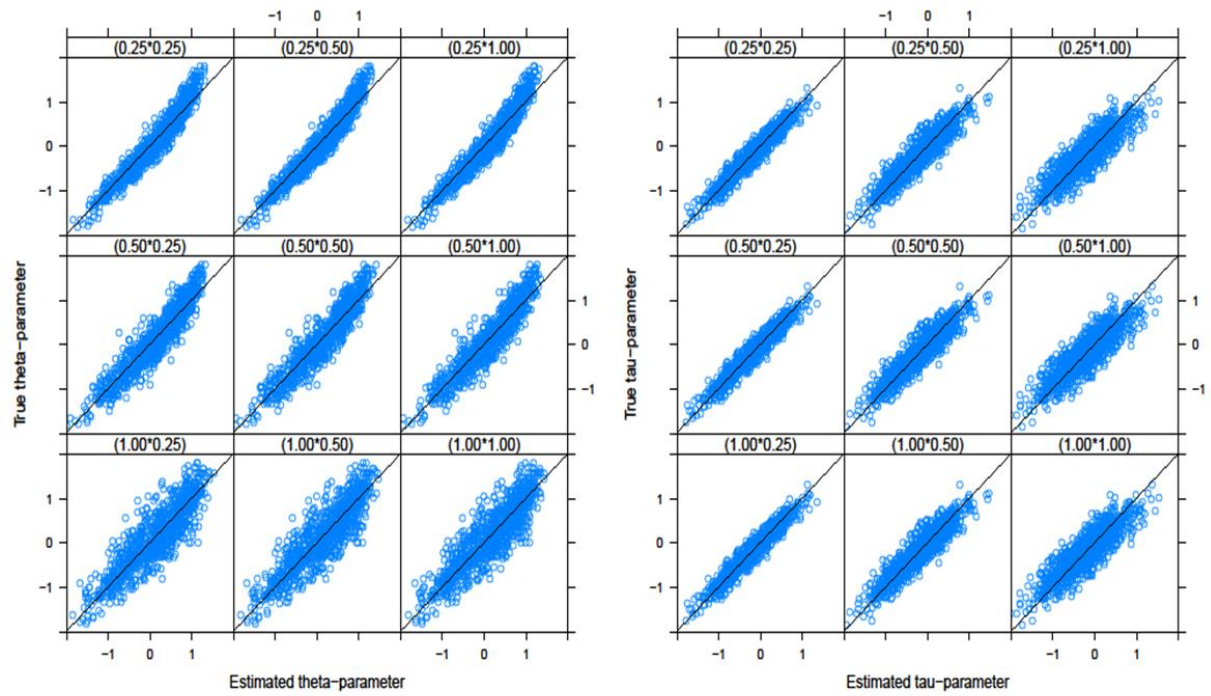 −1 0 1
−1 0 1
(0.25*0.25) (0.25*0.50) (0.25*1.00)
(0.25*0.25) (0.25*0.50) (0.25*1.00)
1
0
−1
1
0
−1
(0.50*0.25) (0.50*0.50) (0.50*1.00)
(0.50*0.25) (0.50*0.50) (0.50*1.00)
True theta−parameter
1
0
−1
True tau−parameter
1
0
−1
(1.00*0.25) (1.00*0.50) (1.00*1.00)
(1.00*0.25) (1.00*0.50) (1.00*1.00)
1
0
−1
1
0
−1
−1 0 1 −1 0 1
−1 0 1 −1 0 1
Estimated theta−parameter
Estimated tau−parameter